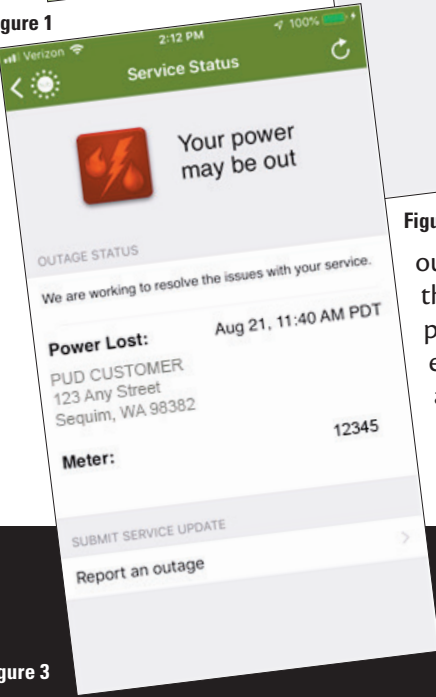 gure 1
Verizon 2:12 PM 100%
Service Status
Your power
may be out
OUTAGE STATUS
We are working to resolve the issues with your service.
Power Lost: Aug 21, 11:40 AM PDT
PUD CUSTOMER
123 Any Street
Sequim, WA 98382
Meter: 12345
SUBMIT SERVICE UPDATE
Report an outage
gure 3
Figu
ou
th
p
e
a